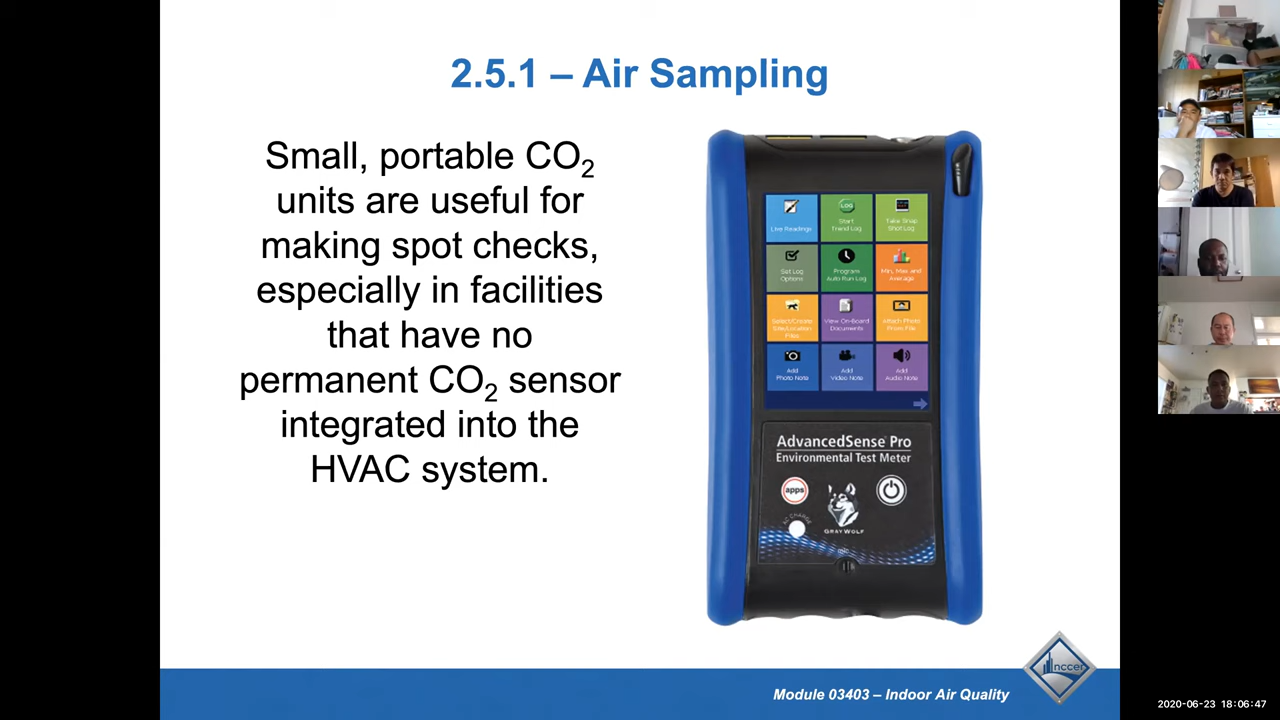 2.5.1 – Air Sampling
Small, portable CO₂
units are useful for
making spot checks,
especially in facilities
that have no
permanent CO₂ sensor
integrated into the
HVAC system.
Live Readings
LOG
Start
Trend Log
Take Snap
Shot Log
Set Log
Options
Program
Auto Run Log
Min, Max and
Average
Select/Create
Site/Location
Files
View On-Board
Documents
Attach Photo
From File
Add
Photo Note
Add
Video Note
Add
Audio Note
AdvancedSense Pro
Environmental Test Meter
apps
GRAYWOLF
mic
nccer
Module 03403 – Indoor Air Quality
2020-06-23 18:06:47